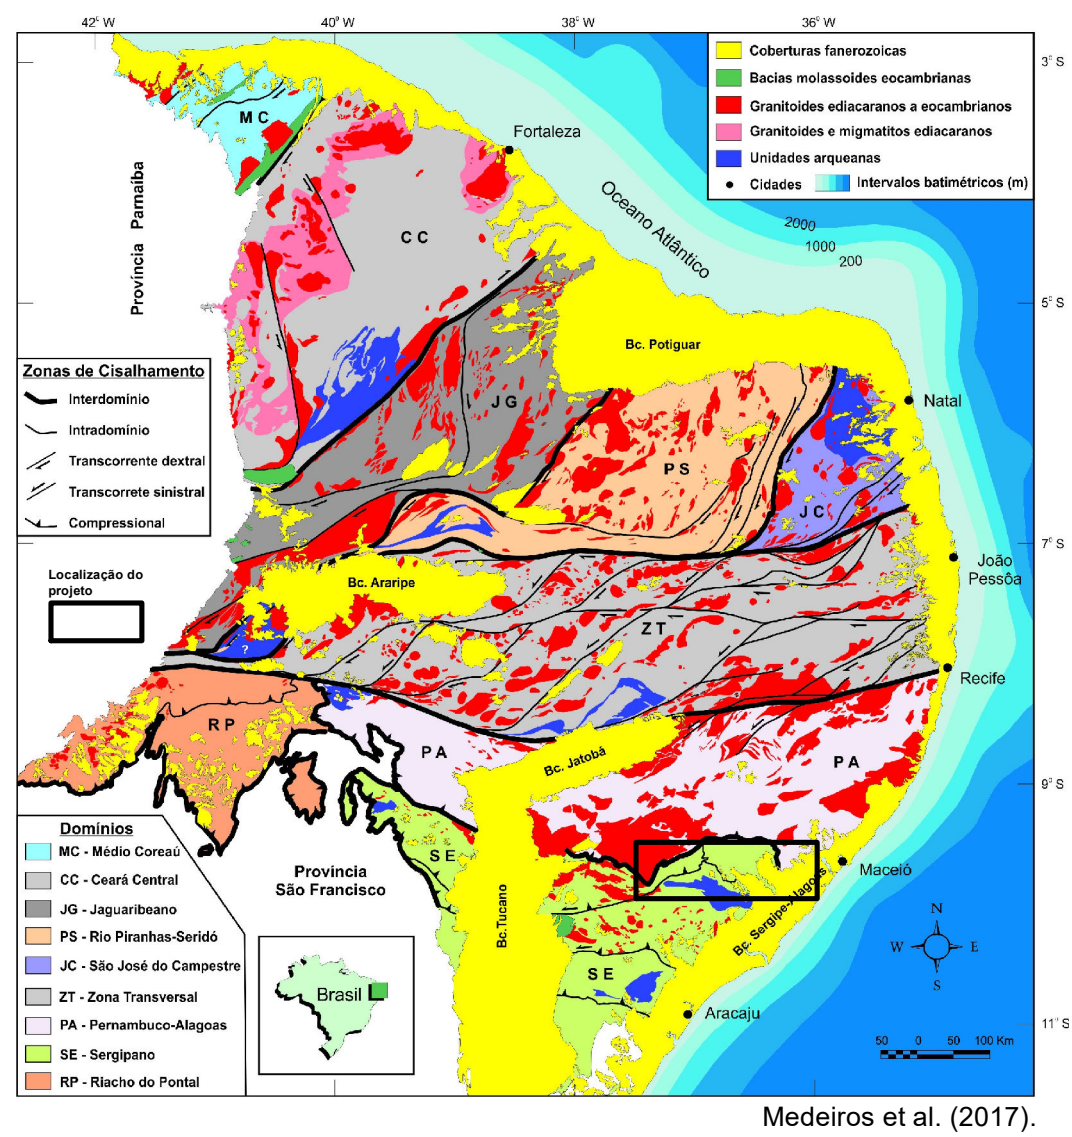 42° W
40° W
38° W
36° W
3° S
5° S
7° S
9° S
11° S
Coberturas fanerozoicas
Bacias molassoides eocambrianas
Granitoides ediacaranos a eocambrianos
Granitoides e migmatitos ediacaranos
Unidades arqueanas
Cidades
Intervalos batimétricos (m)
M C
Fortaleza
Província Parnaíba
C C
Oceano Atlântico
2000
1000
200
Bc. Potiguar
Zonas de Cisalhamento
Interdomínio
Intradomínio
Transcorrente dextral
Transcorrete sinistral
Compressional
J G
Natal
P S
J C
Localização do
projeto
Bc. Araripe
João
Pessôa
Z T
?
Recife
R P
P A
Bc. Jatobá
P A
Domínios
MC - Médio Coreaú
CC - Ceará Central
JG - Jaguaribeano
PS - Rio Piranhas-Seridó
JC - São José do Campestre
ZT - Zona Transversal
PA - Pernambuco-Alagoas
SE - Sergipano
RP - Riacho do Pontal
S E
Província
São Francisco
Maceió
Bc.Tucano
Bc. Sergipe-Alagoas
Brasil
S E
N
W
E
S
Aracaju
50 0 50 100 Km
Medeiros et al. (2017).